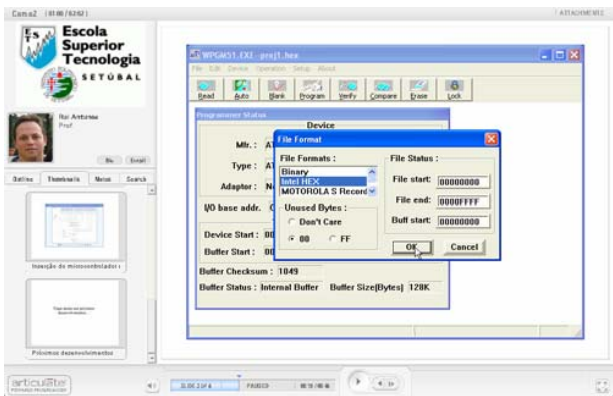 Escola
Superior
Tecnologia
SETÚBAL
Rui Antunes
Prof.
Bio
Email
Outline
Thumbnails
Notes
Search
Inserção do microcontrolador
Próximos desenvolvimentos
articulate
ATTACHMENTS
WPGM51.EXE - proj1.hex
File Edit Device Operation Setup About
Read
Auto
Blank
Program
Verify
Compare
Erase
Lock
Programmer Status
Device
Mfr. :
Type :
Adaptor :
I/O base addr.
Device Start :
Buffer Start :
Buffer Checksum : 1049
Buffer Status : Internal Buffer Buffer Size(Bytes) 128K
File Format
File Formats :
Binary
Intel HEX
MOTOROLA S Record
Unused Bytes :
Don't Care
00
FF
File Status :
File start: 00000000
File end: 0000FFFF
Buff start: 00000000
OK
Cancel
SLIDE 2 OF 4
PAUSED